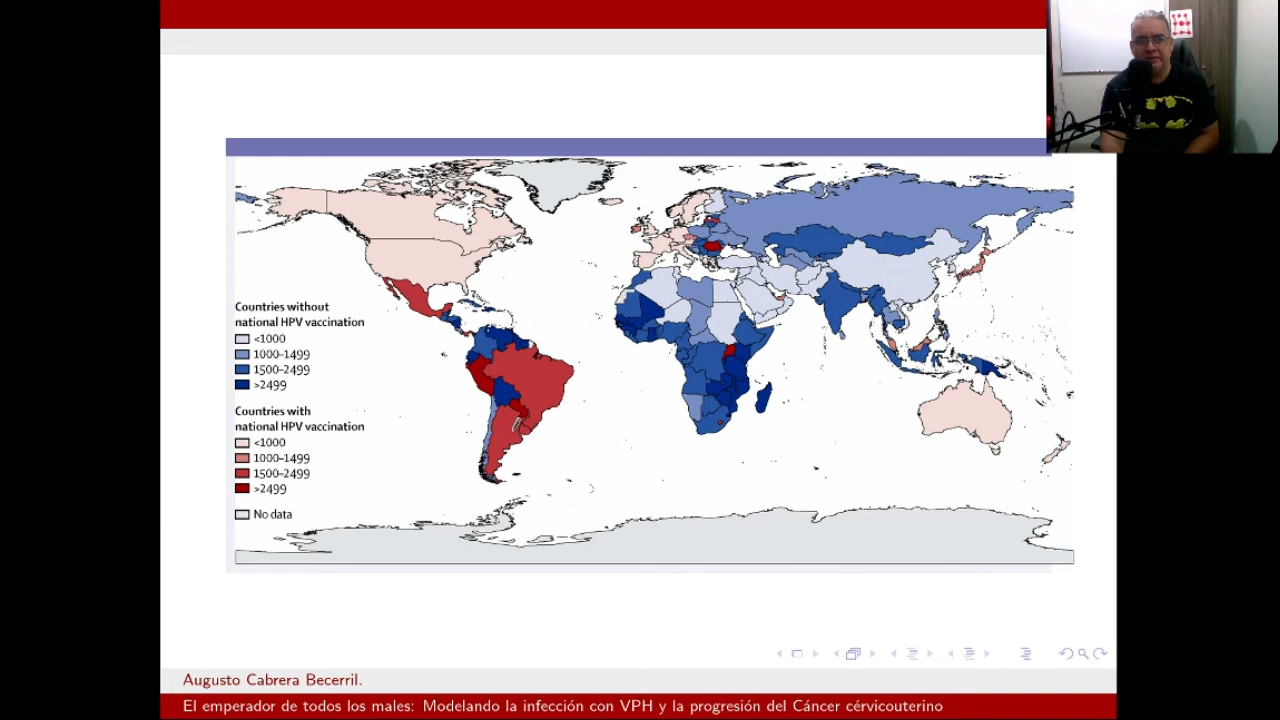 Countries without
national HPV vaccination
<1000
1000–1499
1500–2499
>2499
Countries with
national HPV vaccination
<1000
1000–1499
1500–2499
>2499
No data
Augusto Cabrera Becerril.
El emperador de todos los males: Modelando la infección con VPH y la progresión del Cáncer cérvicouterino